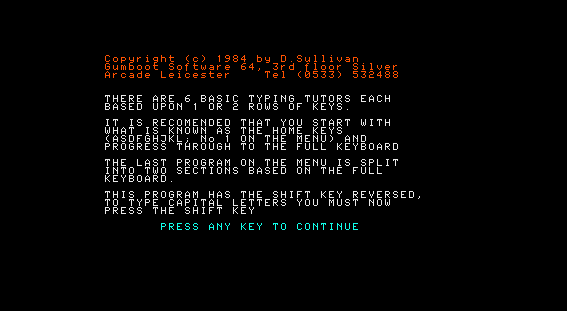 Copyright (c) 1984 by D.Sullivan
Gumboot Software 64, 3rd floor Silver
Arcade Leicester    Tel (0533) 532488
THERE ARE 6 BASIC TYPING TUTORS EACH
BASED UPON 1 OR 2 ROWS OF KEYS.
IT IS RECOMENDED THAT YOU START WITH
WHAT IS KNOWN AS THE HOME KEYS
(ASDFGHJKL; No 1 ON THE MENU) AND
PROGRESS THROUGH TO THE FULL KEYBOARD
THE LAST PROGRAM ON THE MENU IS SPLIT
INTO TWO SECTIONS BASED ON THE FULL
KEYBOARD.
THIS PROGRAM HAS THE SHIFT KEY REVERSED,
TO TYPE CAPITAL LETTERS YOU MUST NOW
PRESS THE SHIFT KEY
PRESS ANY KEY TO CONTINUE